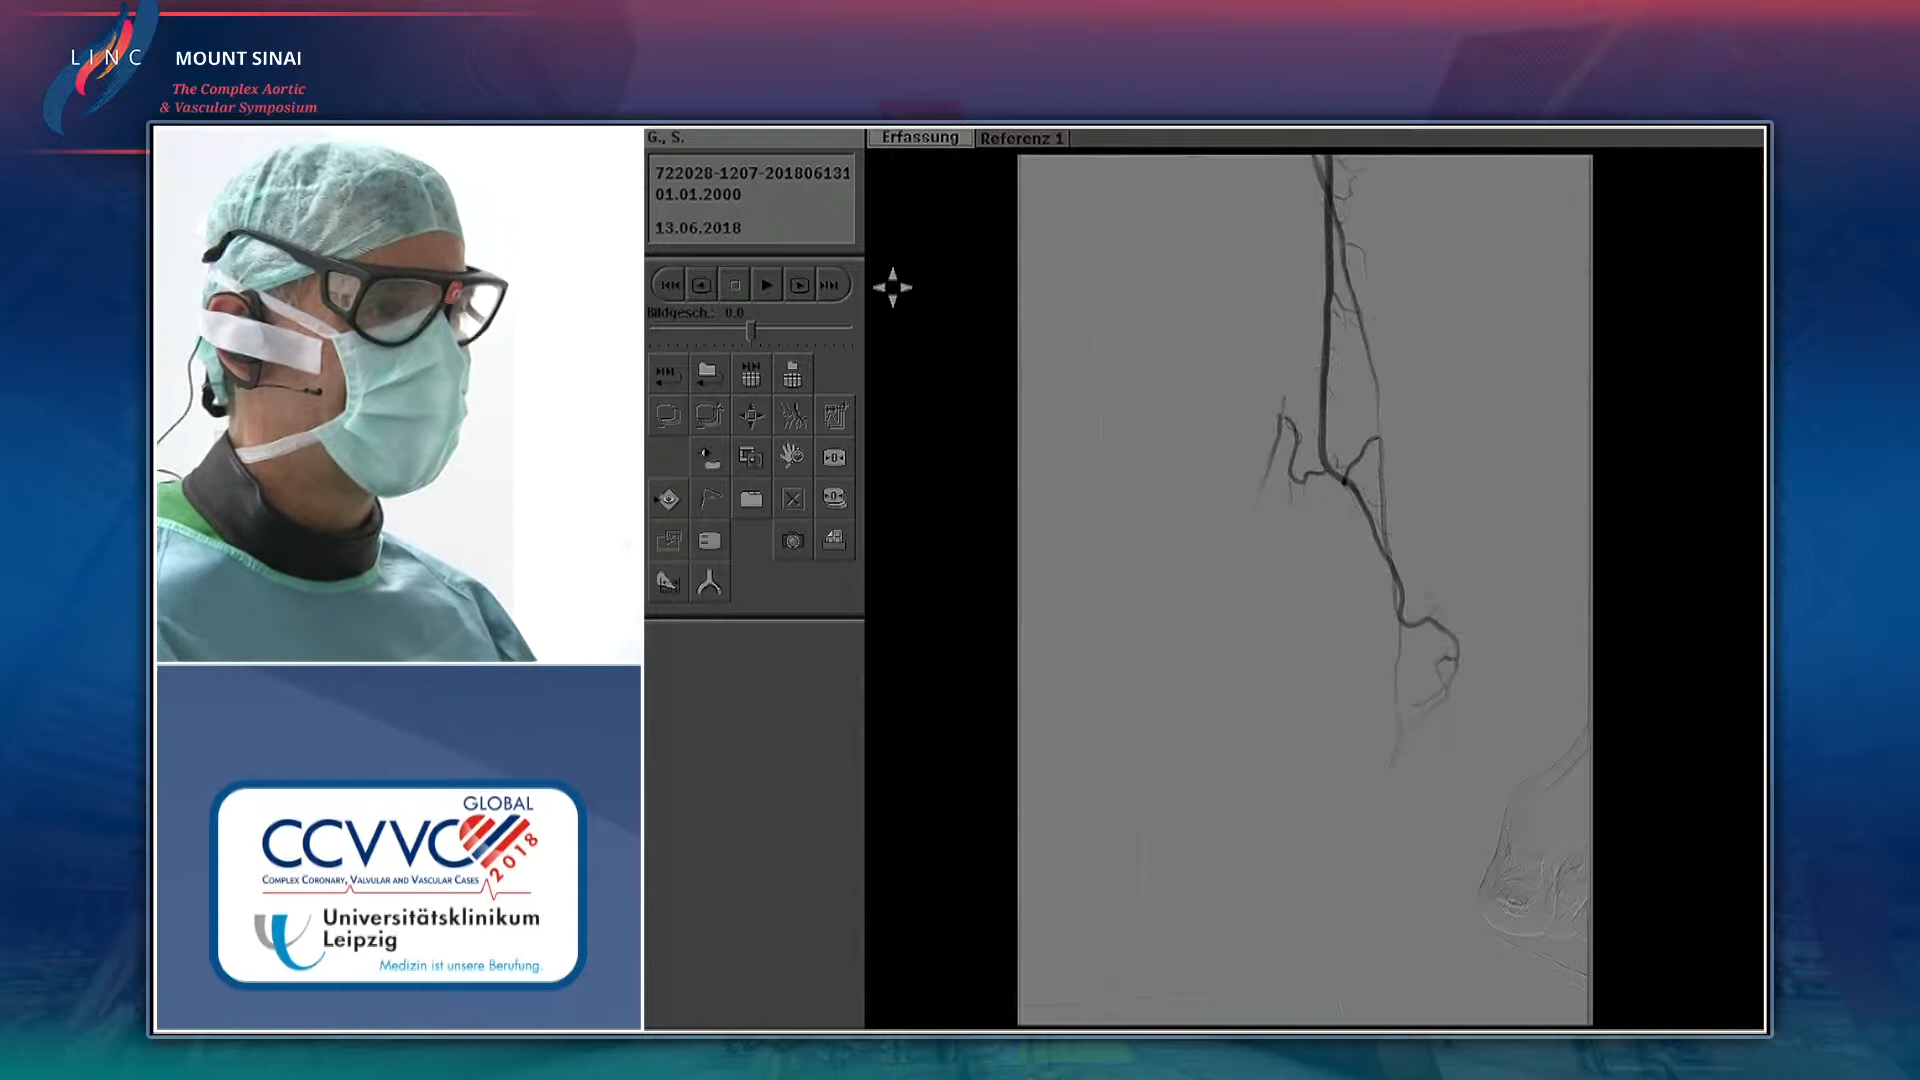 LINC
MOUNT SINAI
The Complex Aortic
& Vascular Symposium
G., S.
722028-1207-201806131
01.01.2000
13.06.2018
Bildgesch.: 0.0
Erfassung
Referenz 1
GLOBAL
CCVVC
2018
COMPLEX CORONARY, VALVULAR AND VASCULAR CASES
Universitätsklinikum
Leipzig
Medizin ist unsere Berufung.